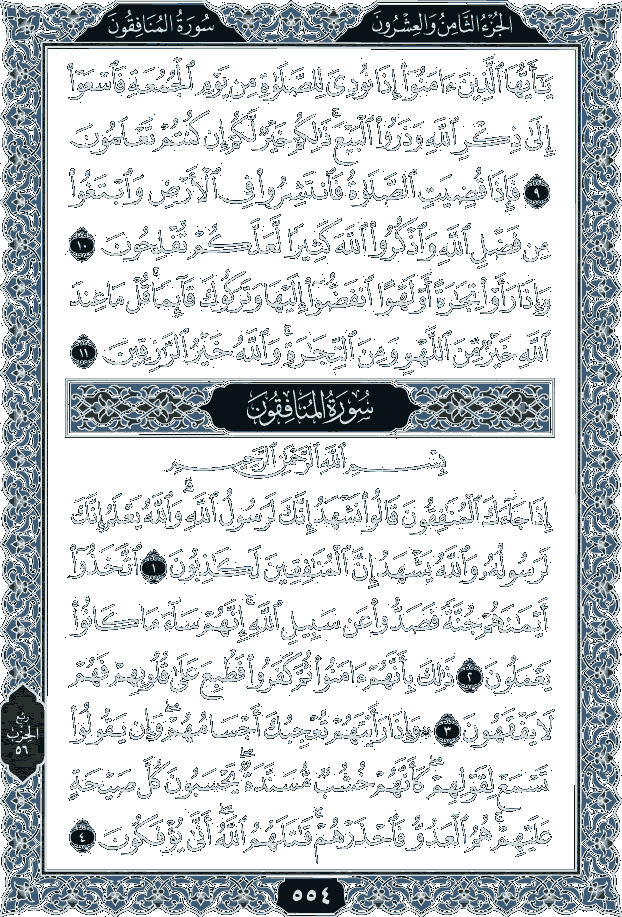 الجزء الثامن والعشرون
سورة المنافقون
يَٰٓأَيُّهَا ٱلَّذِينَ ءَامَنُوٓا۟ إِذَا نُودِىَ لِلصَّلَوٰةِ مِن يَوْمِ ٱلْجُمُعَةِ فَٱسْعَوْا۟
إِلَىٰ ذِكْرِ ٱللَّهِ وَذَرُوا۟ ٱلْبَيْعَ ۚ ذَٰلِكُمْ خَيْرٌ لَّكُمْ إِن كُنتُمْ تَعْلَمُونَ
٩ فَإِذَا قُضِيَتِ ٱلصَّلَوٰةُ فَٱنتَشِرُوا۟ فِى ٱلْأَرْضِ وَٱبْتَغُوا۟
مِن فَضْلِ ٱللَّهِ وَٱذْكُرُوا۟ ٱللَّهَ كَثِيرًا لَّعَلَّكُمْ تُفْلِحُونَ ١٠
وَإِذَا رَأَوْا۟ تِجَٰرَةً أَوْ لَهْوًا ٱنفَضُّوٓا۟ إِلَيْهَا وَتَرَكُوكَ قَآئِمًا ۚ قُلْ مَا عِندَ
ٱللَّهِ خَيْرٌ مِّنَ ٱللَّهْوِ وَمِنَ ٱلتِّجَٰرَةِ ۚ وَٱللَّهُ خَيْرُ ٱلرَّٰزِقِينَ ١١
سُورَةُ المُنَافِقُونَ
بِسْمِ ٱللَّهِ ٱلرَّحْمَٰنِ ٱلرَّحِيمِ
إِذَا جَآءَكَ ٱلْمُنَٰفِقُونَ قَالُوا۟ نَشْهَدُ إِنَّكَ لَرَسُولُ ٱللَّهِ ۗ وَٱللَّهُ يَعْلَمُ إِنَّكَ
لَرَسُولُهُۥ وَٱللَّهُ يَشْهَدُ إِنَّ ٱلْمُنَٰفِقِينَ لَكَٰذِبُونَ ١ ٱتَّخَذُوٓا۟
أَيْمَٰنَهُمْ جُنَّةً فَصَدُّوا۟ عَن سَبِيلِ ٱللَّهِ ۚ إِنَّهُمْ سَآءَ مَا كَانُوا۟
يَعْمَلُونَ ٢ ذَٰلِكَ بِأَنَّهُمْ ءَامَنُوا۟ ثُمَّ كَفَرُوا۟ فَطُبِعَ عَلَىٰ قُلُوبِهِمْ فَهُمْ
لَا يَفْقَهُونَ ٣ ۞ وَإِذَا رَأَيْتَهُمْ تُعْجِبُكَ أَجْسَامُهُمْ ۖ وَإِن يَقُولُوا۟
تَسْمَعْ لِقَوْلِهِمْ ۖ كَأَنَّهُمْ خُشُبٌ مُّسَنَّدَةٌ ۖ يَحْسَبُونَ كُلَّ صَيْحَةٍ
عَلَيْهِمْ ۚ هُمُ ٱلْعَدُوُّ فَٱحْذَرْهُمْ ۚ قَٰتَلَهُمُ ٱللَّهُ ۖ أَنَّىٰ يُؤْفَكُونَ ٤
ربع
الحزب
٥٦
٥٥٤